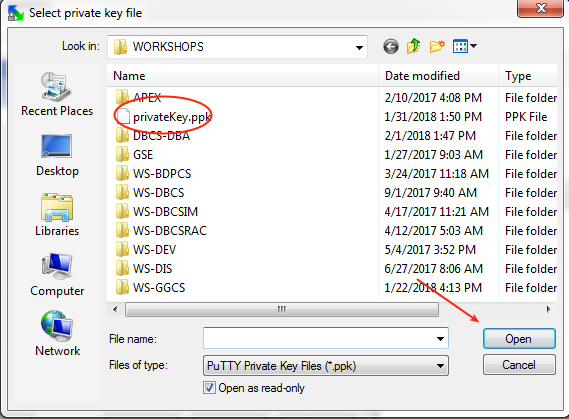 Select private key file
Look in: WORKSHOPS
Recent Places
Desktop
Libraries
Computer
Network
Name Date modified Type
APEX 2/10/2017 4:08 PM File folder
privateKey.ppk 1/31/2018 1:50 PM PPK File
DBCS-DBA 2/1/2018 1:47 PM File folder
GSE 1/27/2017 9:03 AM File folder
WS-BDPCS 3/24/2017 11:18 AM File folder
WS-DBCS 9/1/2017 9:40 AM File folder
WS-DBCSIM 4/17/2017 11:21 AM File folder
WS-DBCSRAC 4/12/2017 5:03 AM File folder
WS-DEV 5/4/2017 3:52 PM File folder
WS-DIS 6/27/2017 8:06 AM File folder
WS-GGCS 1/22/2018 4:13 PM File folder
File name: Open
Files of type: PuTTY Private Key Files (*.ppk) Cancel
Open as read-only